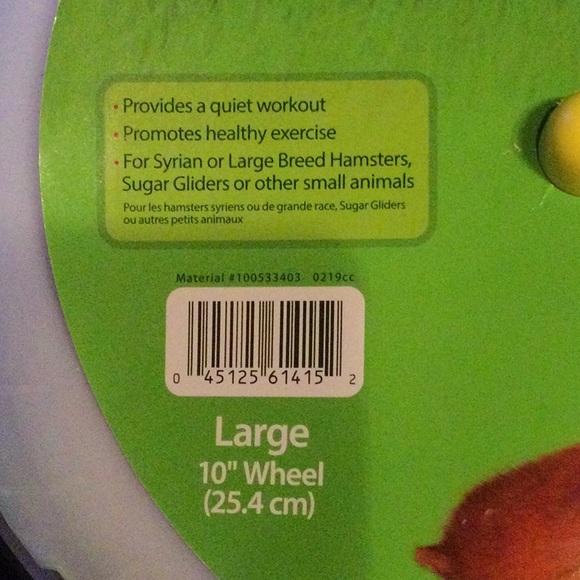 • Provides a quiet workout
• Promotes healthy exercise
• For Syrian or Large Breed Hamsters,
Sugar Gliders or other small animals
Pour les hamsters syriens ou de grande race, Sugar Gliders
ou autres petits animaux
Material #100533403 0219cc
0 45125 61415 2
Large
10" Wheel
(25.4 cm)